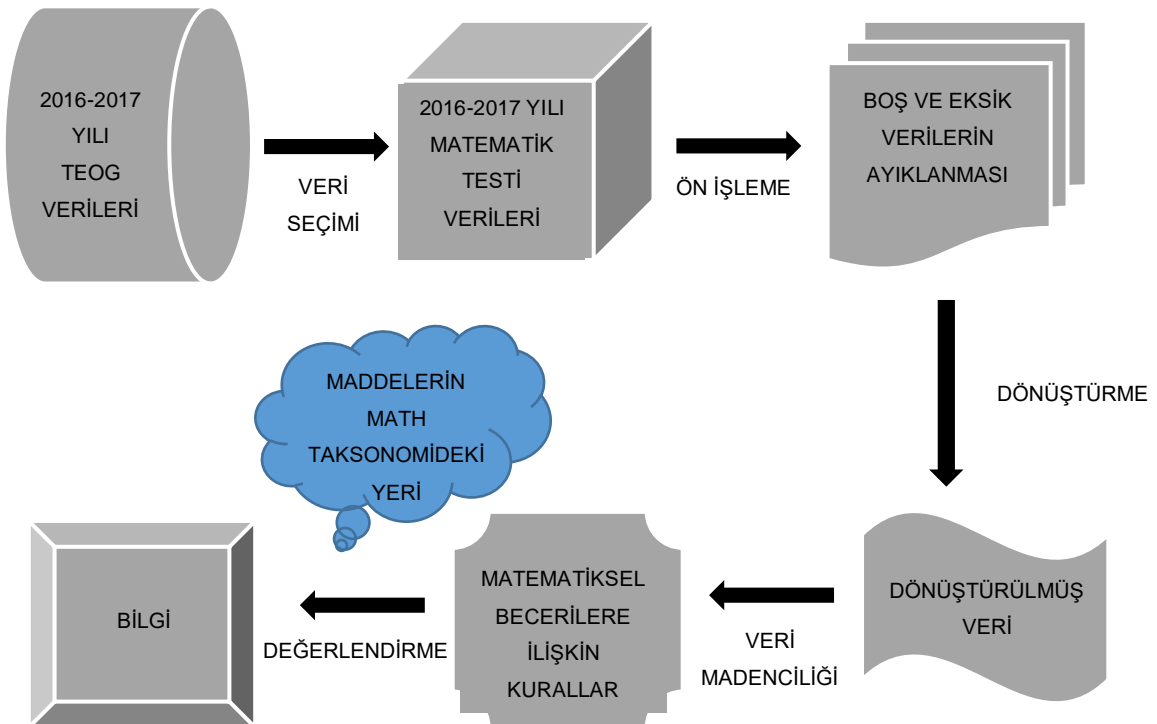 2016-2017
YILI
TEOG
VERİLERİ
VERİ
SEÇİMİ
2016-2017 YILI
MATEMATİK
TESTİ
VERİLERİ
ÖN İŞLEME
BOŞ VE EKSİK
VERİLERİN
AYIKLANMASI
DÖNÜŞTÜRME
DÖNÜŞTÜRÜLMÜŞ
VERİ
VERİ
MADENCİLİĞİ
MATEMATİKSEL
BECERİLERE
İLİŞKİN
KURALLAR
MADDELERİN
MATH
TAKSONOMİDEKİ
YERİ
DEĞERLENDİRME
BİLGİ